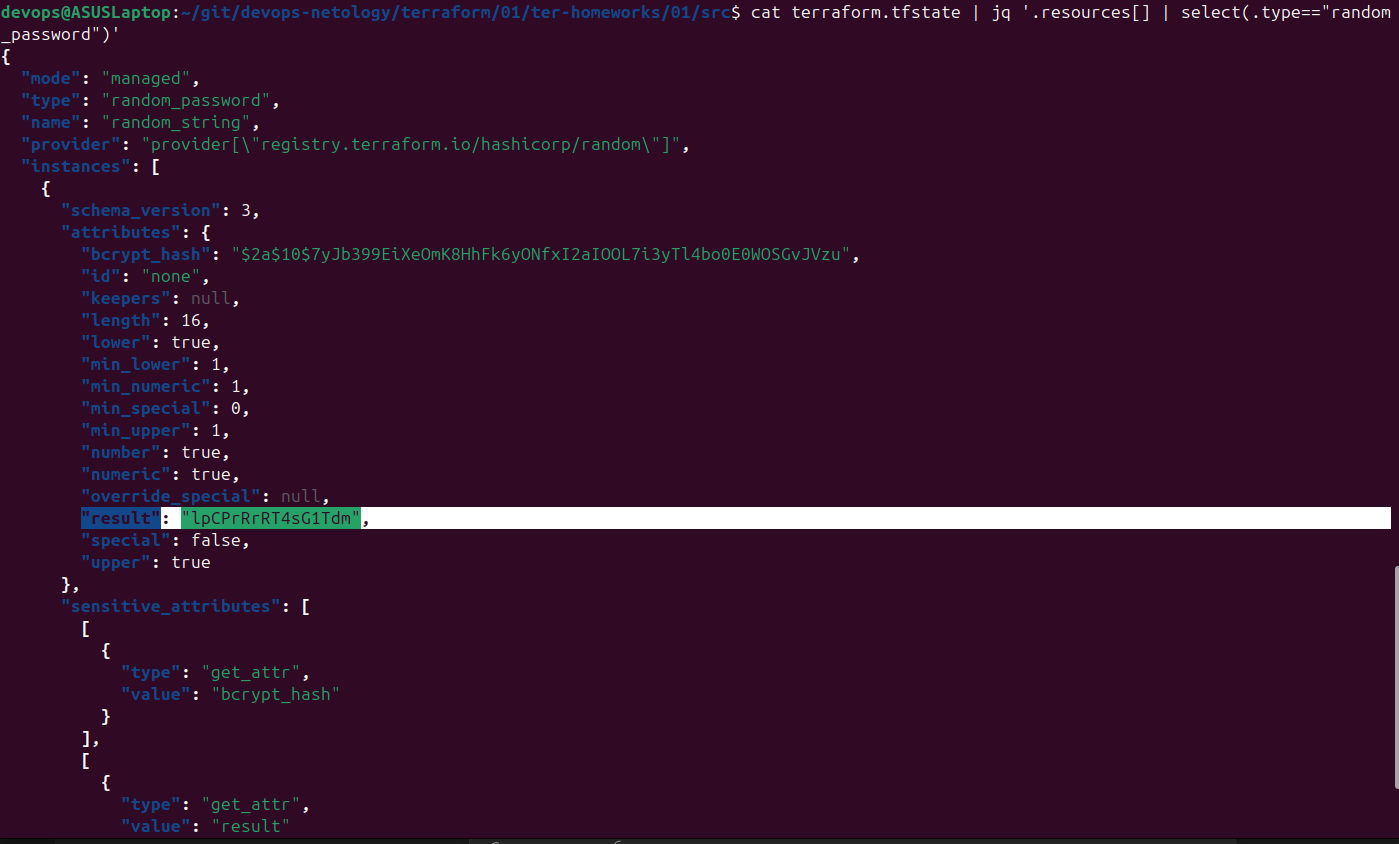 devops@ASUSLaptop:~/git/devops-netology/terraform/01/ter-homeworks/01/src$ cat terraform.tfstate | jq '.resources[] | select(.type=="random
_password")'
{
  "mode": "managed",
  "type": "random_password",
  "name": "random_string",
  "provider": "provider[\"registry.terraform.io/hashicorp/random\"]",
  "instances": [
    {
      "schema_version": 3,
      "attributes": {
        "bcrypt_hash": "$2a$10$7yJb399EiXeOmK8HhFk6yONfxI2aIOOL7i3yTl4bo0E0WOSGvJVzu",
        "id": "none",
        "keepers": null,
        "length": 16,
        "lower": true,
        "min_lower": 1,
        "min_numeric": 1,
        "min_special": 0,
        "min_upper": 1,
        "number": true,
        "numeric": true,
        "override_special": null,
        "result": "lpCPrRrRT4sG1Tdm",
        "special": false,
        "upper": true
      },
      "sensitive_attributes": [
        [
          {
            "type": "get_attr",
            "value": "bcrypt_hash"
          }
        ],
        [
          {
            "type": "get_attr",
            "value": "result"